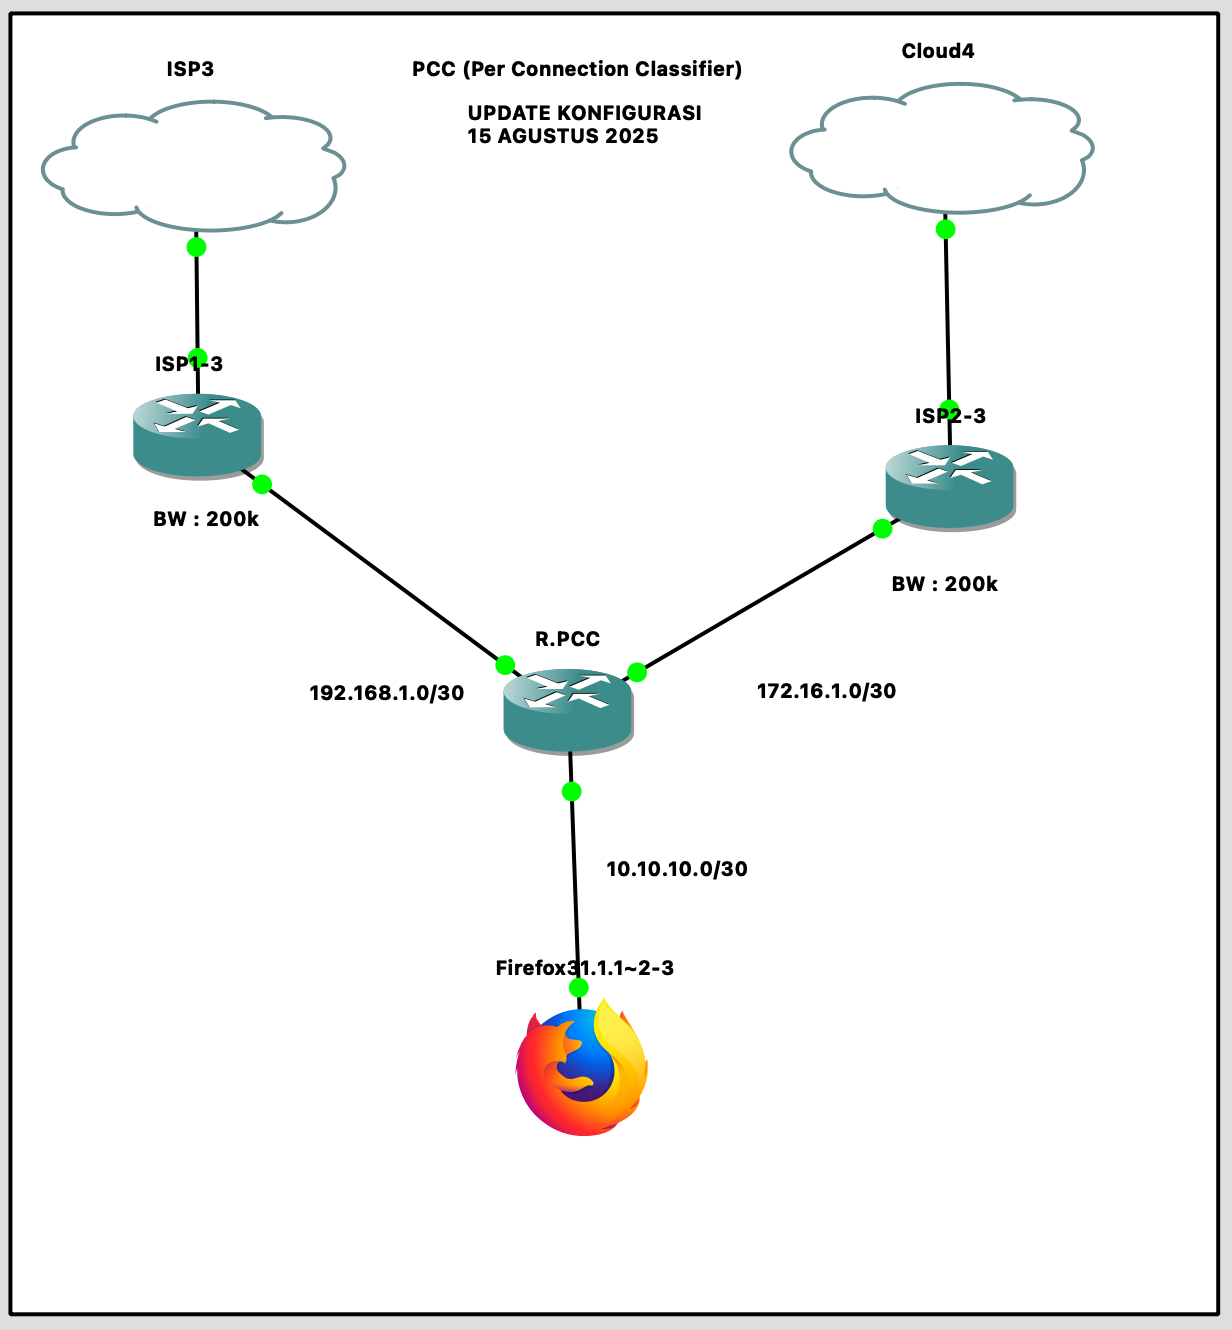 ISP3
PCC (Per Connection Classifier)
Cloud4
UPDATE KONFIGURASI
15 AGUSTUS 2025
ISP1-3
ISP2-3
BW : 200k
BW : 200k
R.PCC
192.168.1.0/30
172.16.1.0/30
10.10.10.0/30
Firefox31.1.1~2-3